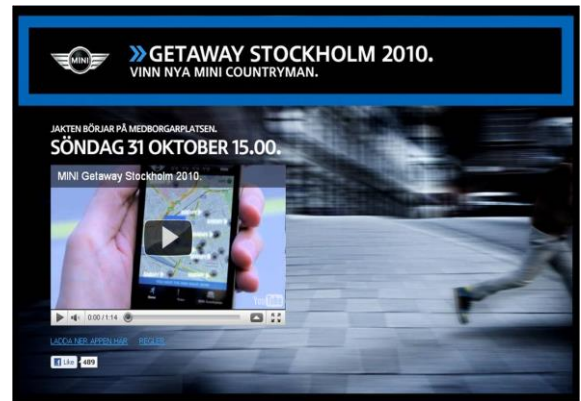 MINI
»GETAWAY STOCKHOLM 2010.
VINN NYA MINI COUNTRYMAN.
JAKTEN BÖRJAR PÅ MEDBORGARPLATSEN.
SÖNDAG 31 OKTOBER 15.00.
MINI Getaway Stockholm 2010.
YouTube
0:00 / 1:14
LADDA NER APPEN HÄR REGLER
Like 489